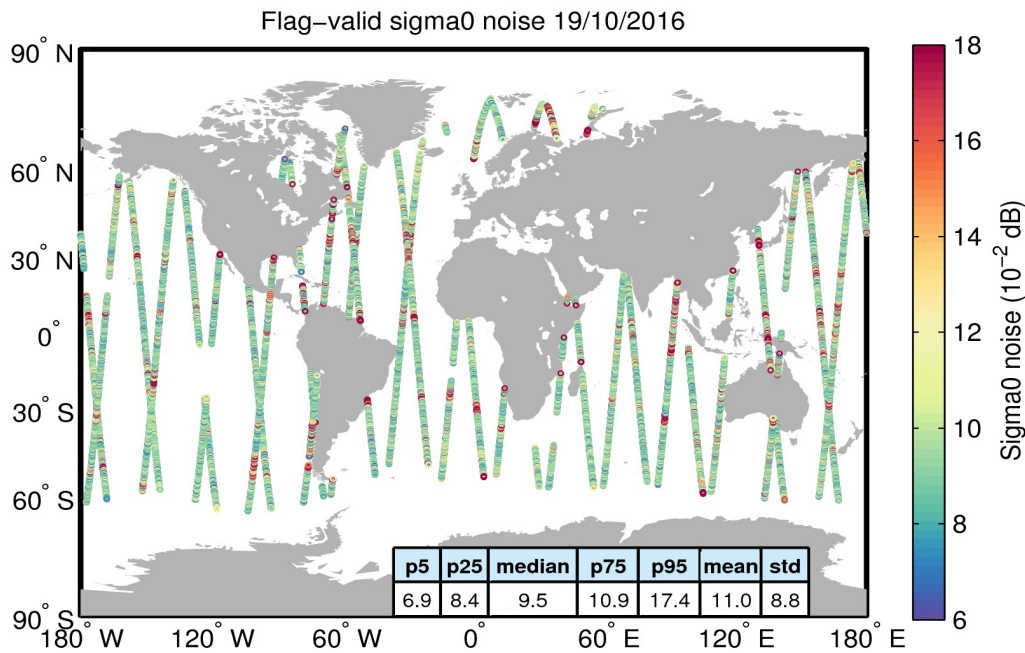 Flag−valid sigma0 noise 19/10/2016
90° N
60° N
30° N
0°
30° S
60° S
90° S
180° W
120° W
60° W
0°
60° E
120° E
180° E
p5 p25 median p75 p95 mean std
6.9 8.4 9.5 10.9 17.4 11.0 8.8
18
16
14
12
10
8
6
Sigma0 noise (10⁻² dB)